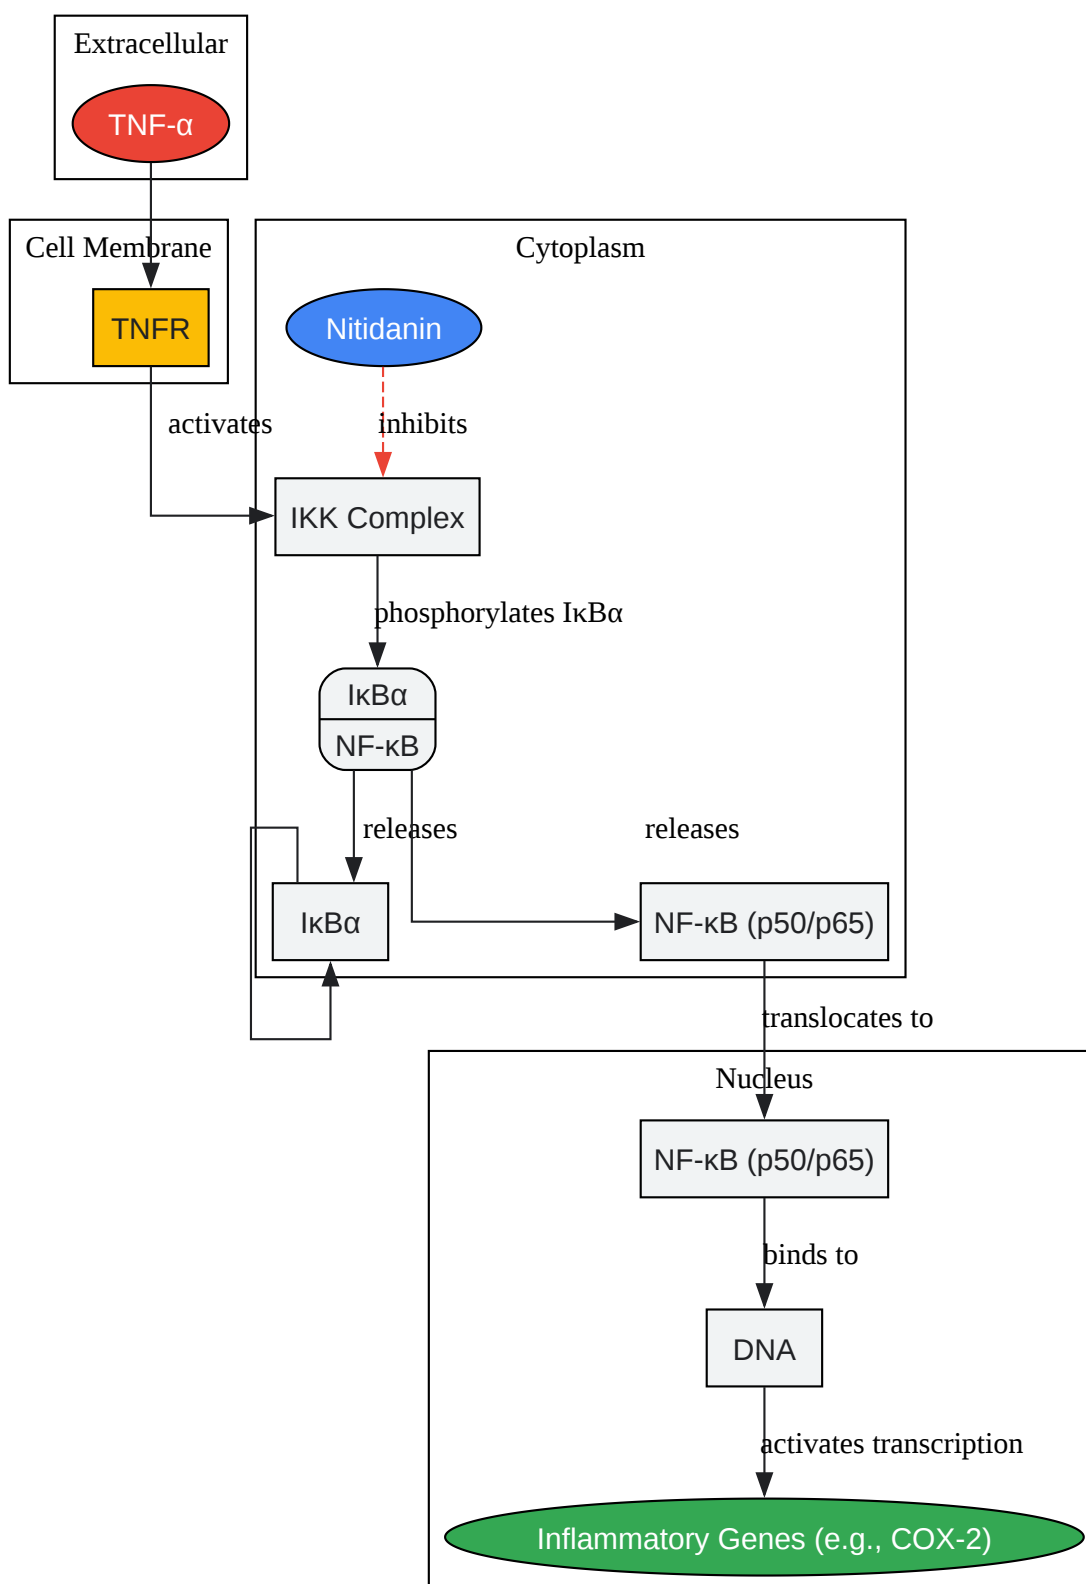 Extracellular
TNF-α
Cell Membrane
TNFR
Cytoplasm
Nitidanin
activates
inhibits
IKK Complex
phosphorylates IκBα
IκBα
NF-κB
releases
releases
IκBα
NF-κB (p50/p65)
translocates to
Nucleus
NF-κB (p50/p65)
binds to
DNA
activates transcription
Inflammatory Genes (e.g., COX-2)